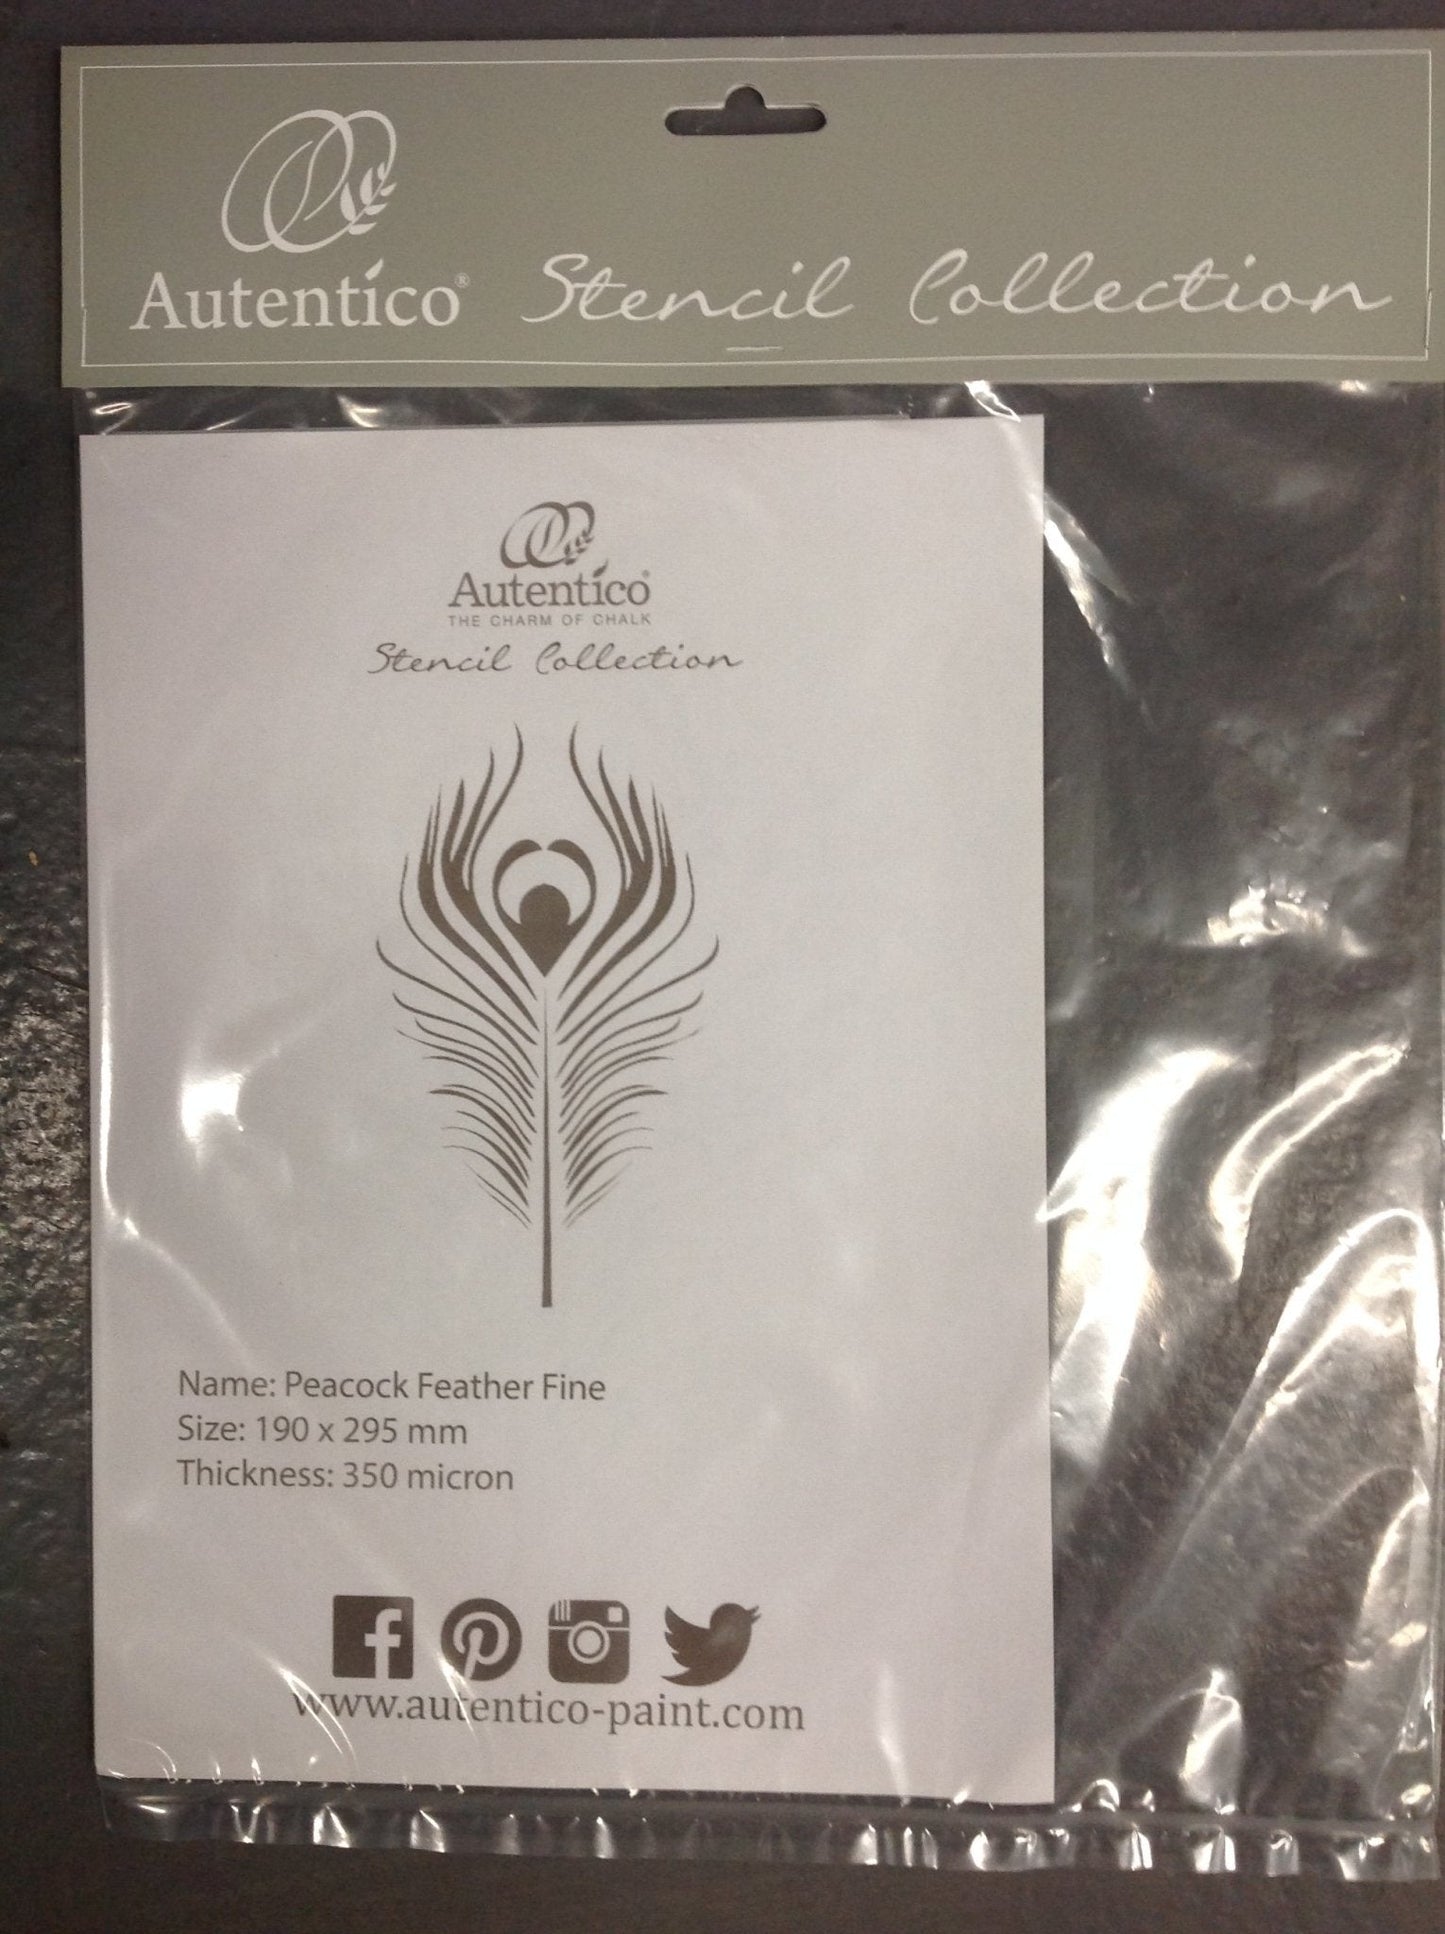 Autentico® Stencil Collection
Autentico®
THE CHARM OF CHALK
Stencil Collection
Name: Peacock Feather Fine
Size: 190 x 295 mm
Thickness: 350 micron
www.autentico-paint.com